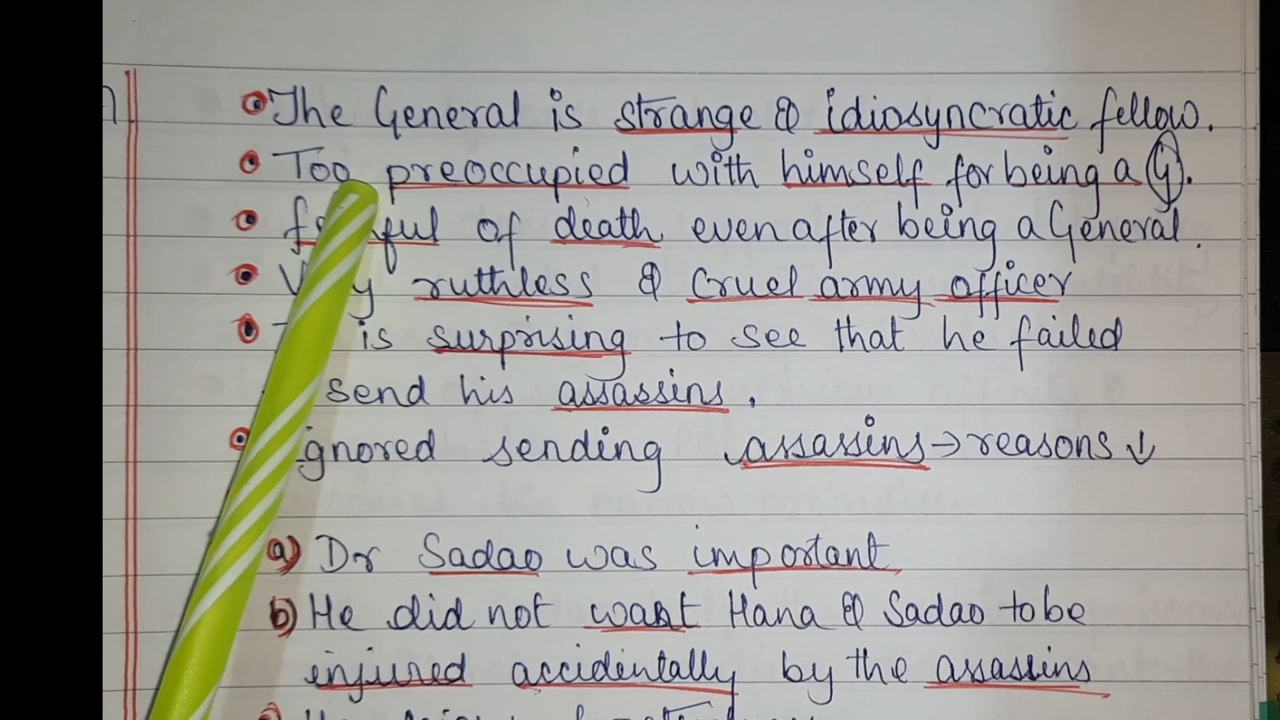 The General is strange & idiosyncratic fellow.
Too preoccupied with himself for being a G.
of death even after being a General.
ruthless & Cruel army officer
is surprising to see that he failed
send his assassins.
ignored sending assassins → reasons ↓
a) Dr Sadao was important
b) He did not want Hana & Sadao to be
injured accidentally by the assassins